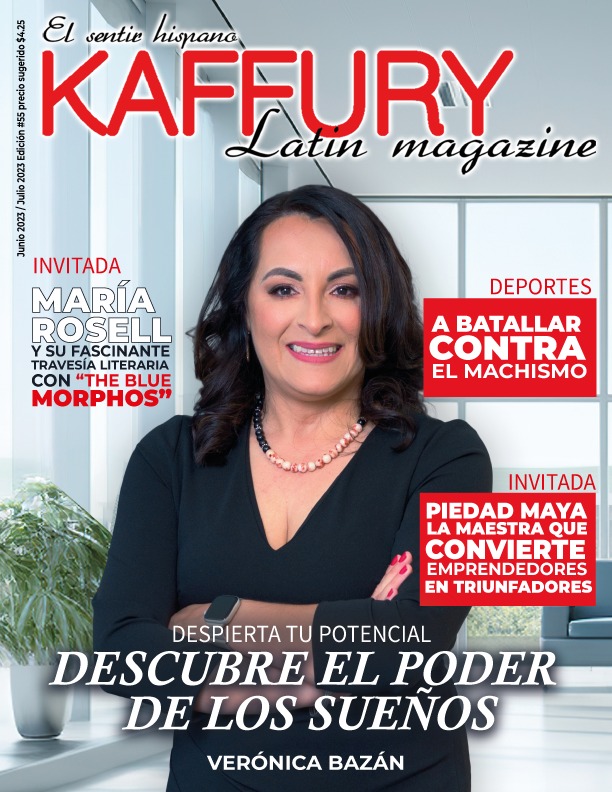 El sentir hispano
KAFFURY
Latin magazine
Junio 2023 / Julio 2023 Edición #55 precio sugerido $4.25
INVITADA
MARÍA
ROSELL
Y SU FASCINANTE
TRAVESÍA LITERARIA
CON “THE BLUE
MORPHOS”
DEPORTES
A BATALLAR
CONTRA
EL MACHISMO
INVITADA
PIEDAD MAYA
LA MAESTRA QUE
CONVIERTE
EMPRENDEDORES
EN TRIUNFADORES
DESPIERTA TU POTENCIAL
DESCUBRE EL PODER
DE LOS SUEÑOS
VERÓNICA BAZÁN